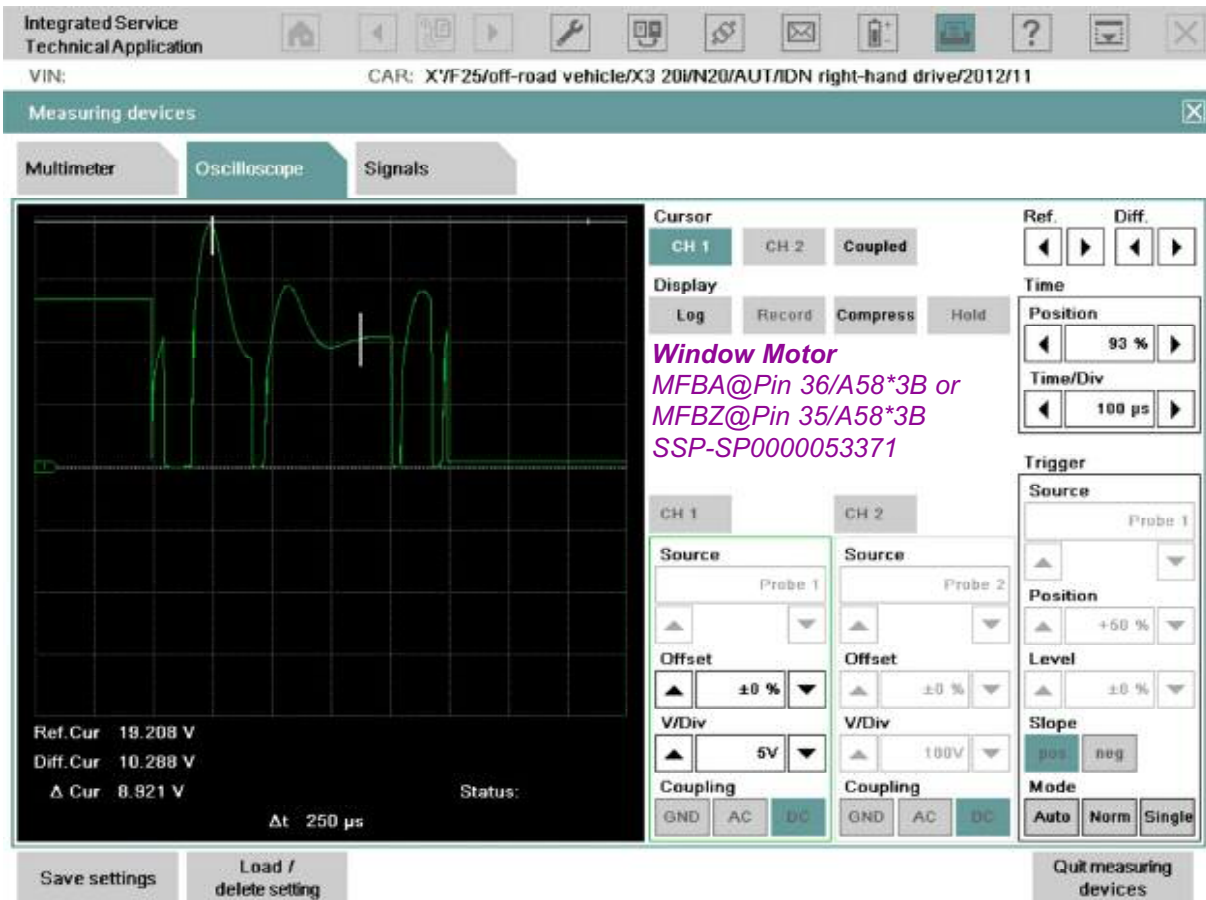 Integrated Service
Technical Application
VIN:
CAR: X'/F25/off-road vehicle/X3 20i/N20/AUT/IDN right-hand drive/2012/11
Measuring devices
Multimeter
Oscilloscope
Signals
Cursor
CH 1
CH 2
Coupled
Ref.
Diff.
Display
Log
Record
Compress
Hold
Time
Position
93 %
Time/Div
100 µs
Window Motor
MFBA@Pin 36/A58*3B or
MFBZ@Pin 35/A58*3B
SSP-SP0000053371
1
CH 1
Source
Probe 1
Offset
±0 %
V/Div
5V
Coupling
GND
AC
DC
CH 2
Source
Probe 2
Offset
±0 %
V/Div
100V
Coupling
GND
AC
DC
Trigger
Source
Probe 1
Position
+50 %
Level
±0 %
Slope
pos
neg
Mode
Auto
Norm
Single
Ref.Cur 19.208 V
Diff.Cur 10.288 V
Δ Cur 8.921 V
Status:
Δt 250 µs
Save settings
Load /
delete setting
Quit measuring
devices